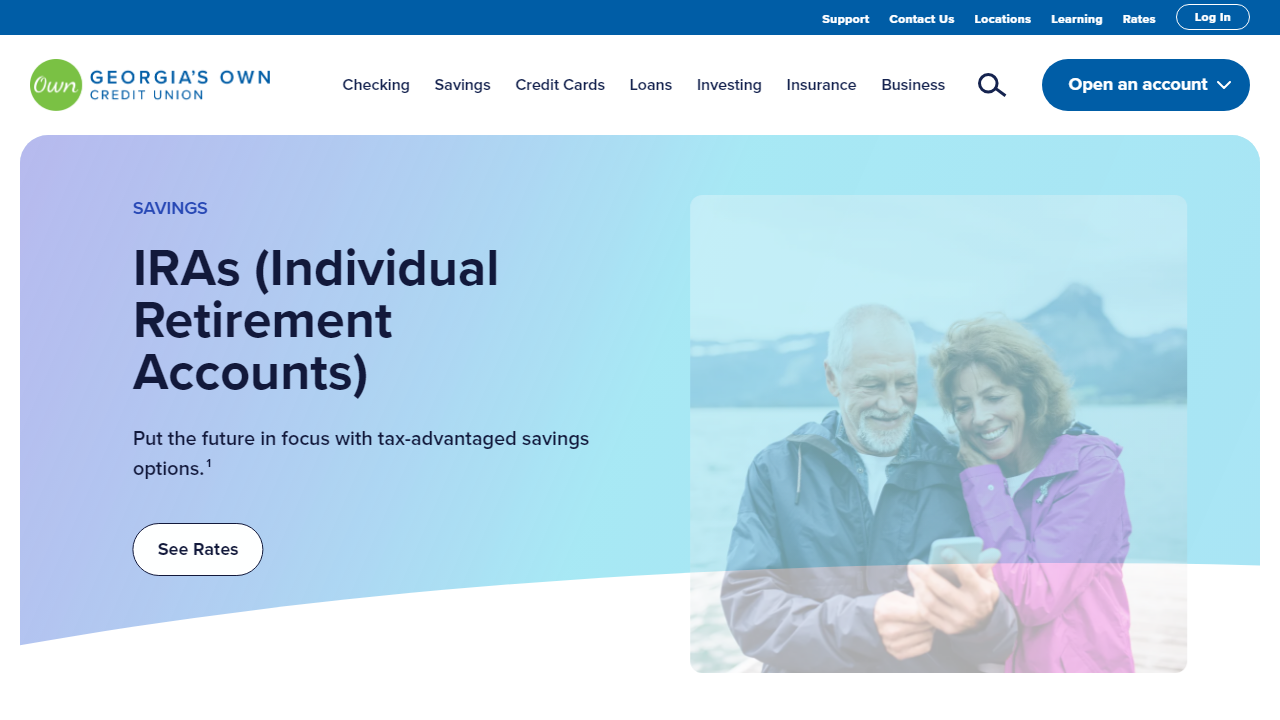 Support Contact Us Locations Learning Rates Log In
Own GEORGIA'S OWN
CREDIT UNION
Checking Savings Credit Cards Loans Investing Insurance Business Open an account
SAVINGS
IRAs (Individual
Retirement
Accounts)
Put the future in focus with tax-advantaged savings
options.¹
See Rates